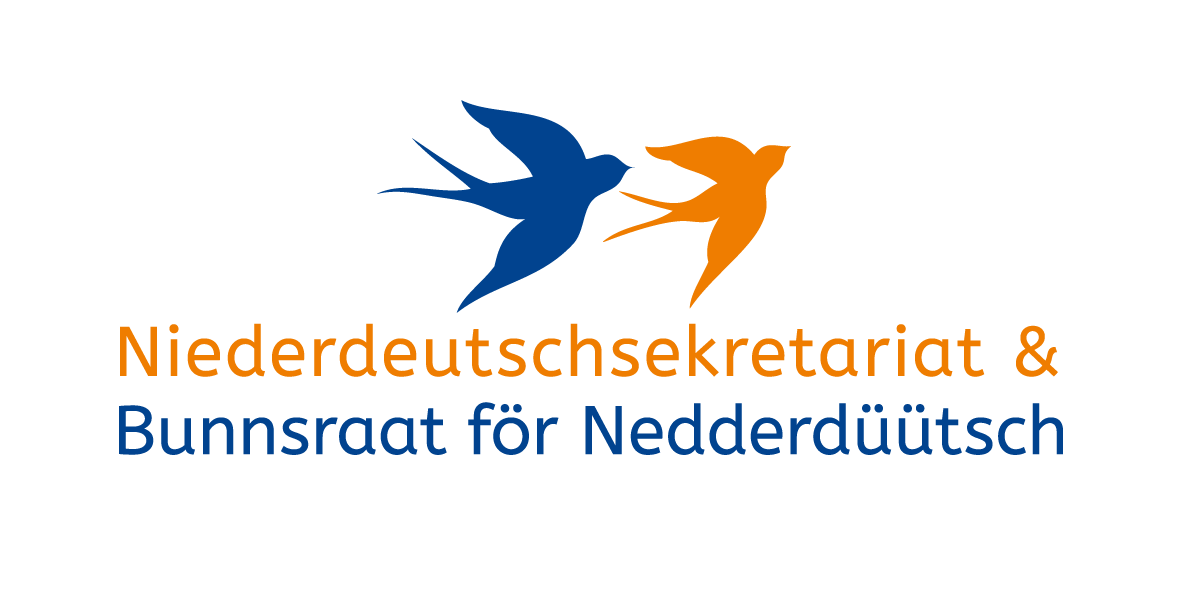 Niederdeutschsekretariat &
Bunnsraat för Nedderdüütsch